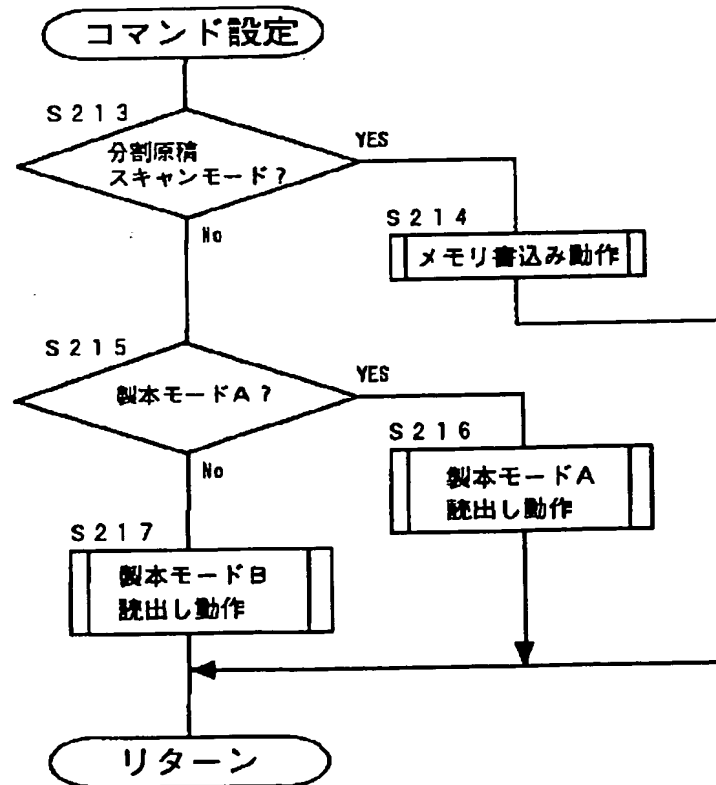 コマンド設定
S213
分割原稿
スキャンモード?
YES
No
S214
メモリ書込み動作
S215
製本モードA?
YES
No
S216
製本モードA
読出し動作
S217
製本モードB
読出し動作
リターン